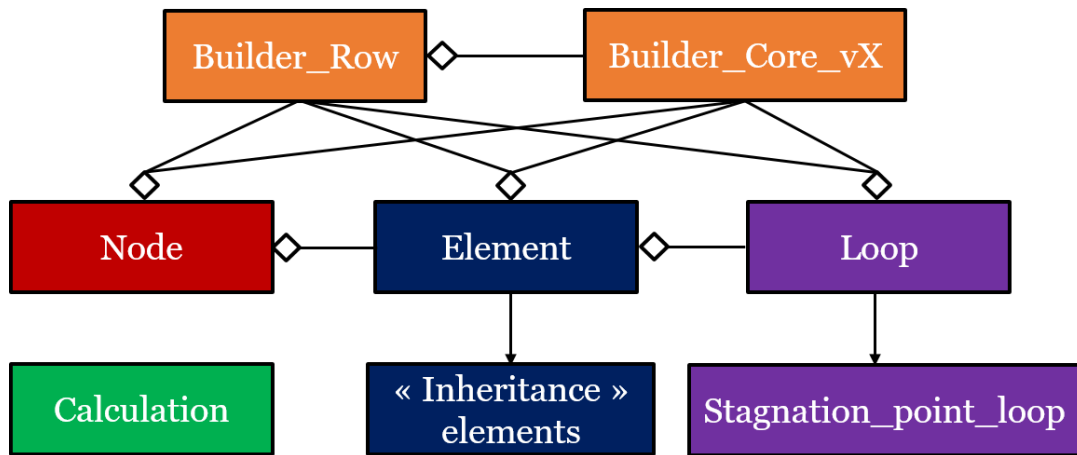 Builder_Row
Builder_Core_vX
Node
Element
Loop
Calculation
« Inheritance »
elements
Stagnation_point_loop